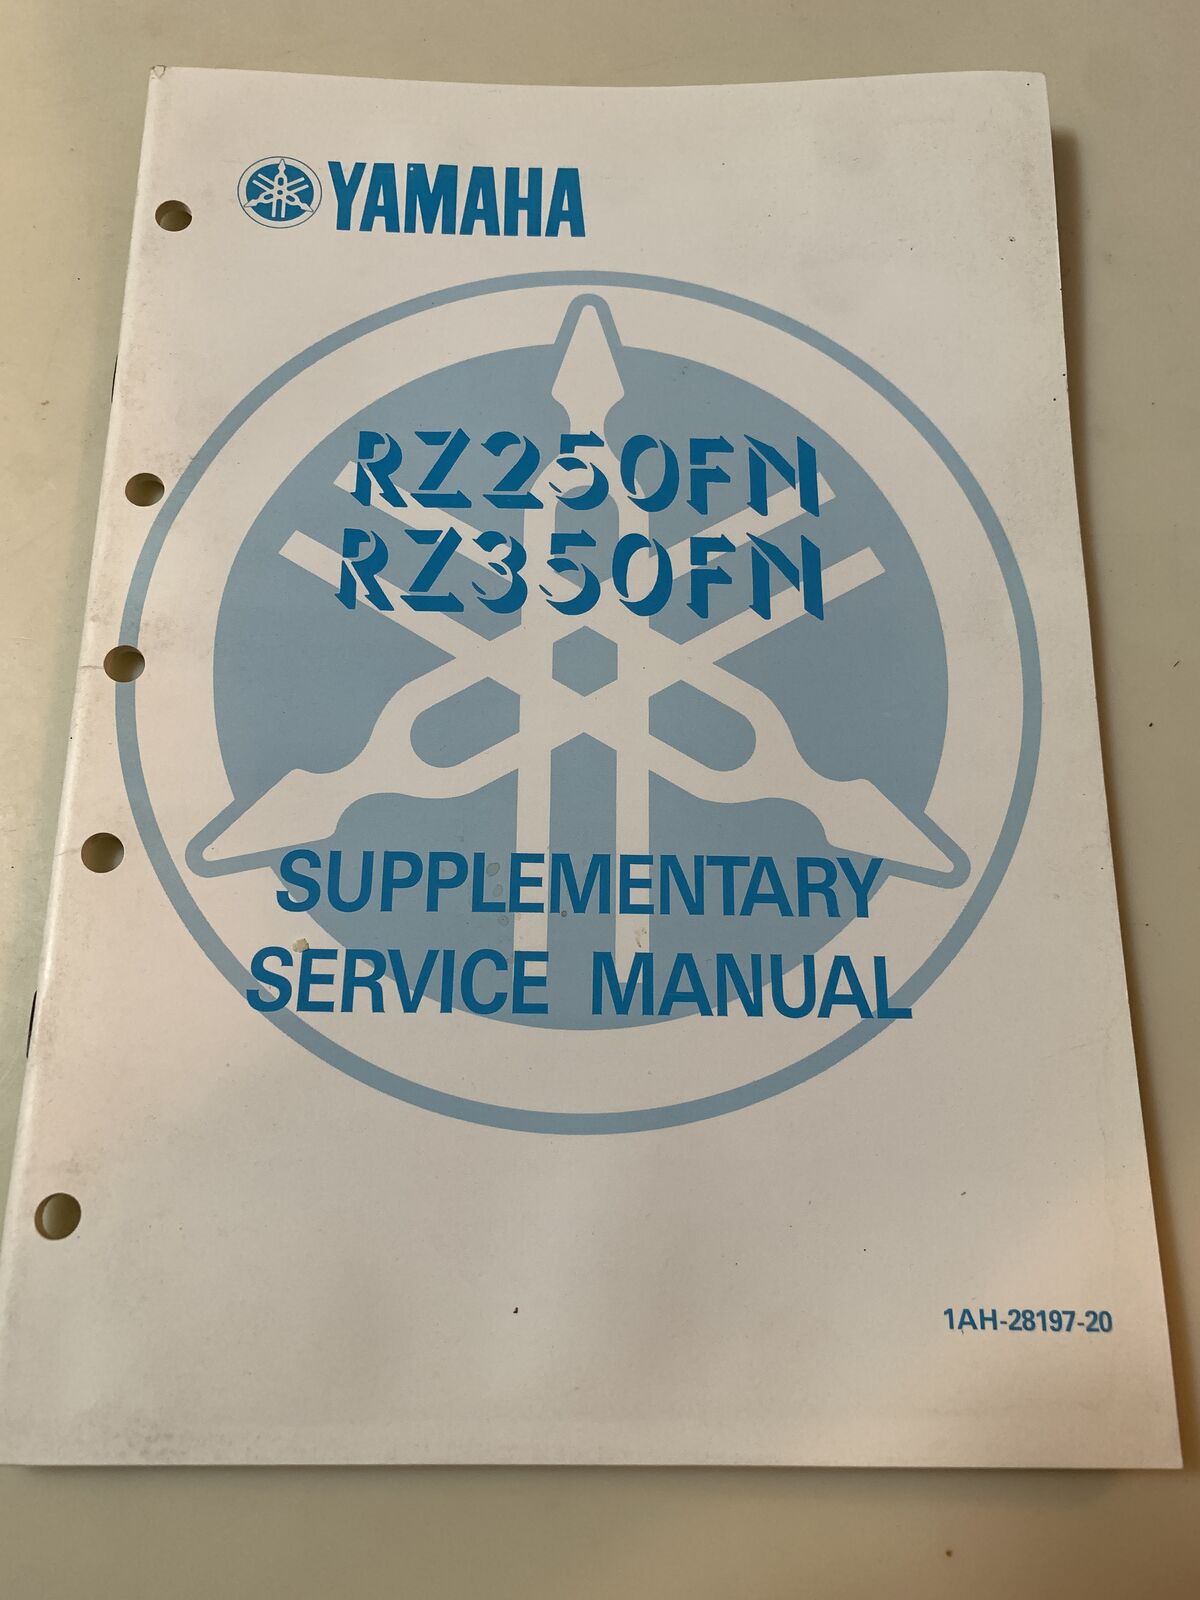 YAMAHA
RZ250FN
RZ350FN
SUPPLEMENTARY
SERVICE MANUAL
1AH-28197-20